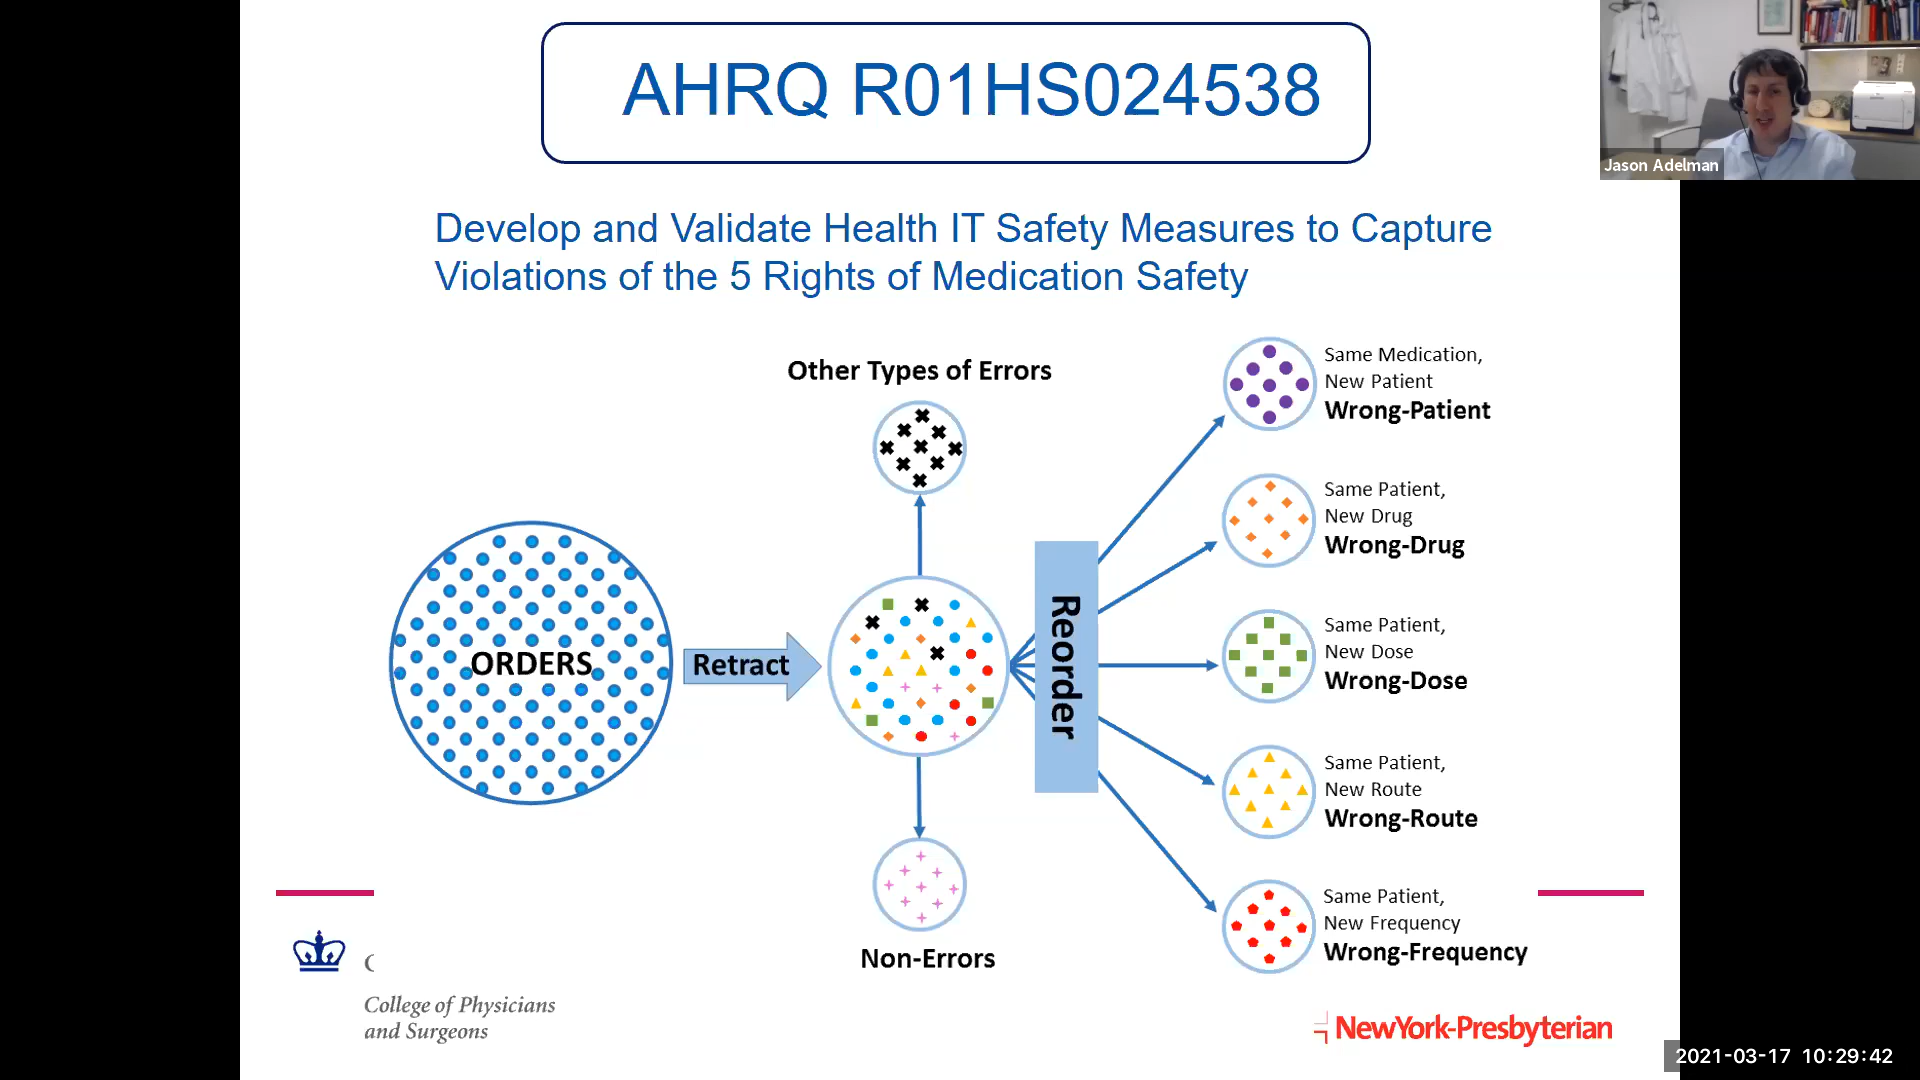 AHRQ R01HS024538
Jason Adelman
Develop and Validate Health IT Safety Measures to Capture
Violations of the 5 Rights of Medication Safety
Other Types of Errors
ORDERS
Retract
Reorder
Non-Errors
Same Medication,
New Patient
Wrong-Patient
Same Patient,
New Drug
Wrong-Drug
Same Patient,
New Dose
Wrong-Dose
Same Patient,
New Route
Wrong-Route
Same Patient,
New Frequency
Wrong-Frequency
College of Physicians
and Surgeons
NewYork-Presbyterian
2021-03-17 10:29:42